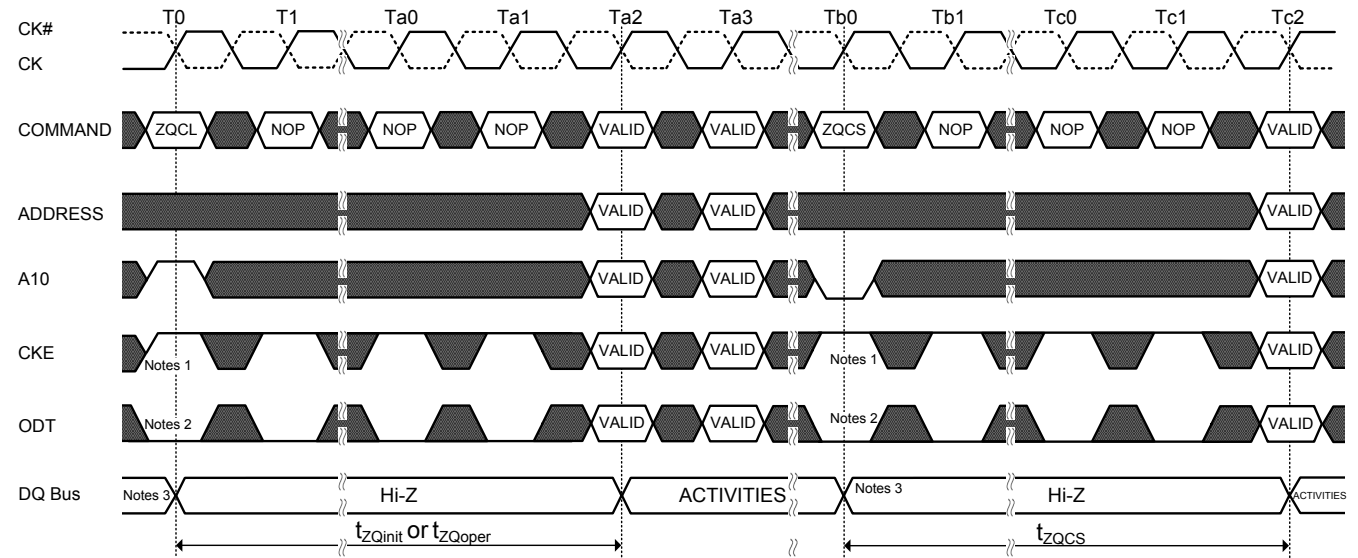 T0 T1 Ta0 Ta1 Ta2 Ta3 Tb0 Tb1 Tc0 Tc1 Tc2
CK#
CK
COMMAND ZQCL NOP NOP NOP VALID VALID ZQCS NOP NOP NOP VALID
ADDRESS VALID VALID VALID
A10 VALID VALID VALID
CKE Notes 1 VALID VALID Notes 1 VALID
ODT Notes 2 VALID VALID Notes 2 VALID
DQ Bus Notes 3 Hi-Z ACTIVITIES Notes 3 Hi-Z ACTIVITIES
tZQinit or tZQoper tZQCS